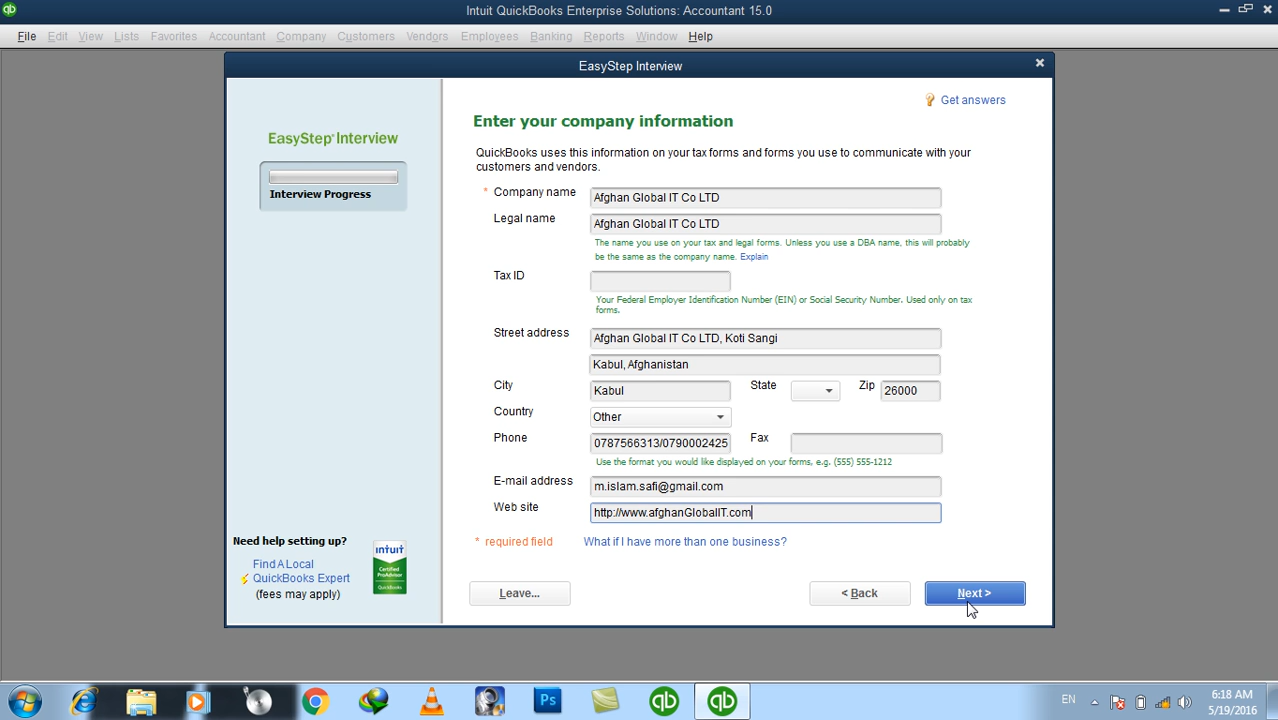 Intuit QuickBooks Enterprise Solutions: Accountant 15.0
File Edit View Lists Favorites Accountant Company Customers Vendors Employees Banking Reports Window Help
EasyStep Interview
Get answers
EasyStep Interview
Interview Progress
Enter your company information
QuickBooks uses this information on your tax forms and forms you use to communicate with your
customers and vendors.
* Company name Afghan Global IT Co LTD
Legal name Afghan Global IT Co LTD
The name you use on your tax and legal forms. Unless you use a DBA name, this will probably
be the same as the company name. Explain
Tax ID
Your Federal Employer Identification Number (EIN) or Social Security Number. Used only on tax
forms.
Street address Afghan Global IT Co LTD, Koti Sangi
Kabul, Afghanistan
City Kabul State Zip 26000
Country Other
Phone 0787566313/0790002425 Fax
Use the format you would like displayed on your forms, e.g. (555) 555-1212
E-mail address m.islam.safi@gmail.com
Web site http://www.afghanGlobalIT.com
* required field What if I have more than one business?
Need help setting up?
Find A Local
QuickBooks Expert
(fees may apply)
intuit
Certified
ProAdvisor
QuickBooks
Leave... < Back Next >
qb
Ps
qb
qb
EN
6:18 AM
5/19/2016